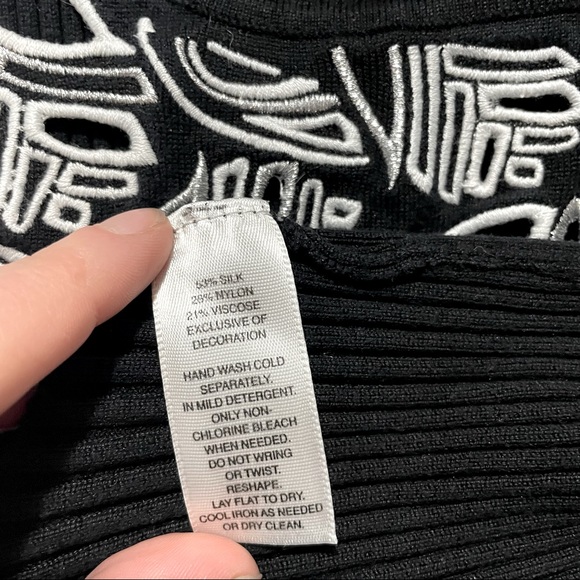 53% SILK
26% NYLON
21% VISCOSE
EXCLUSIVE OF
DECORATION
HAND WASH COLD
SEPARATELY.
IN MILD DETERGENT.
ONLY NON-
CHLORINE BLEACH
WHEN NEEDED.
DO NOT WRING
OR TWIST.
RESHAPE.
LAY FLAT TO DRY.
COOL IRON AS NEEDED
OR DRY CLEAN.